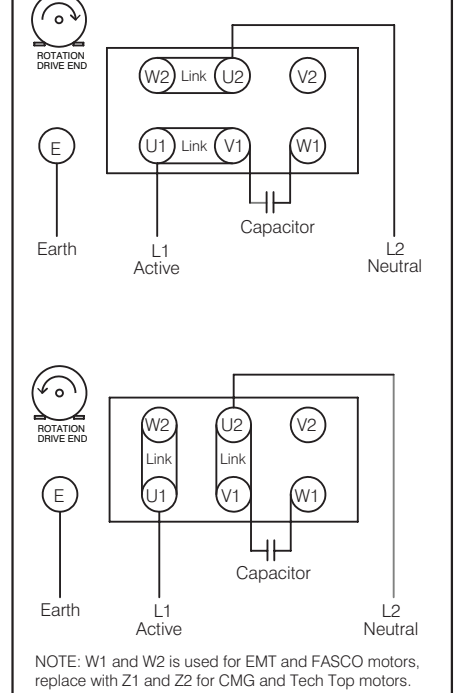 ROTATION
DRIVE END
W2 Link U2 V2
E U1 Link V1 W1
Capacitor
Earth L1 L2
Active Neutral
ROTATION
DRIVE END
W2 U2 V2
Link Link
E U1 V1 W1
Capacitor
Earth L1 L2
Active Neutral
NOTE: W1 and W2 is used for EMT and FASCO motors,
replace with Z1 and Z2 for CMG and Tech Top motors.